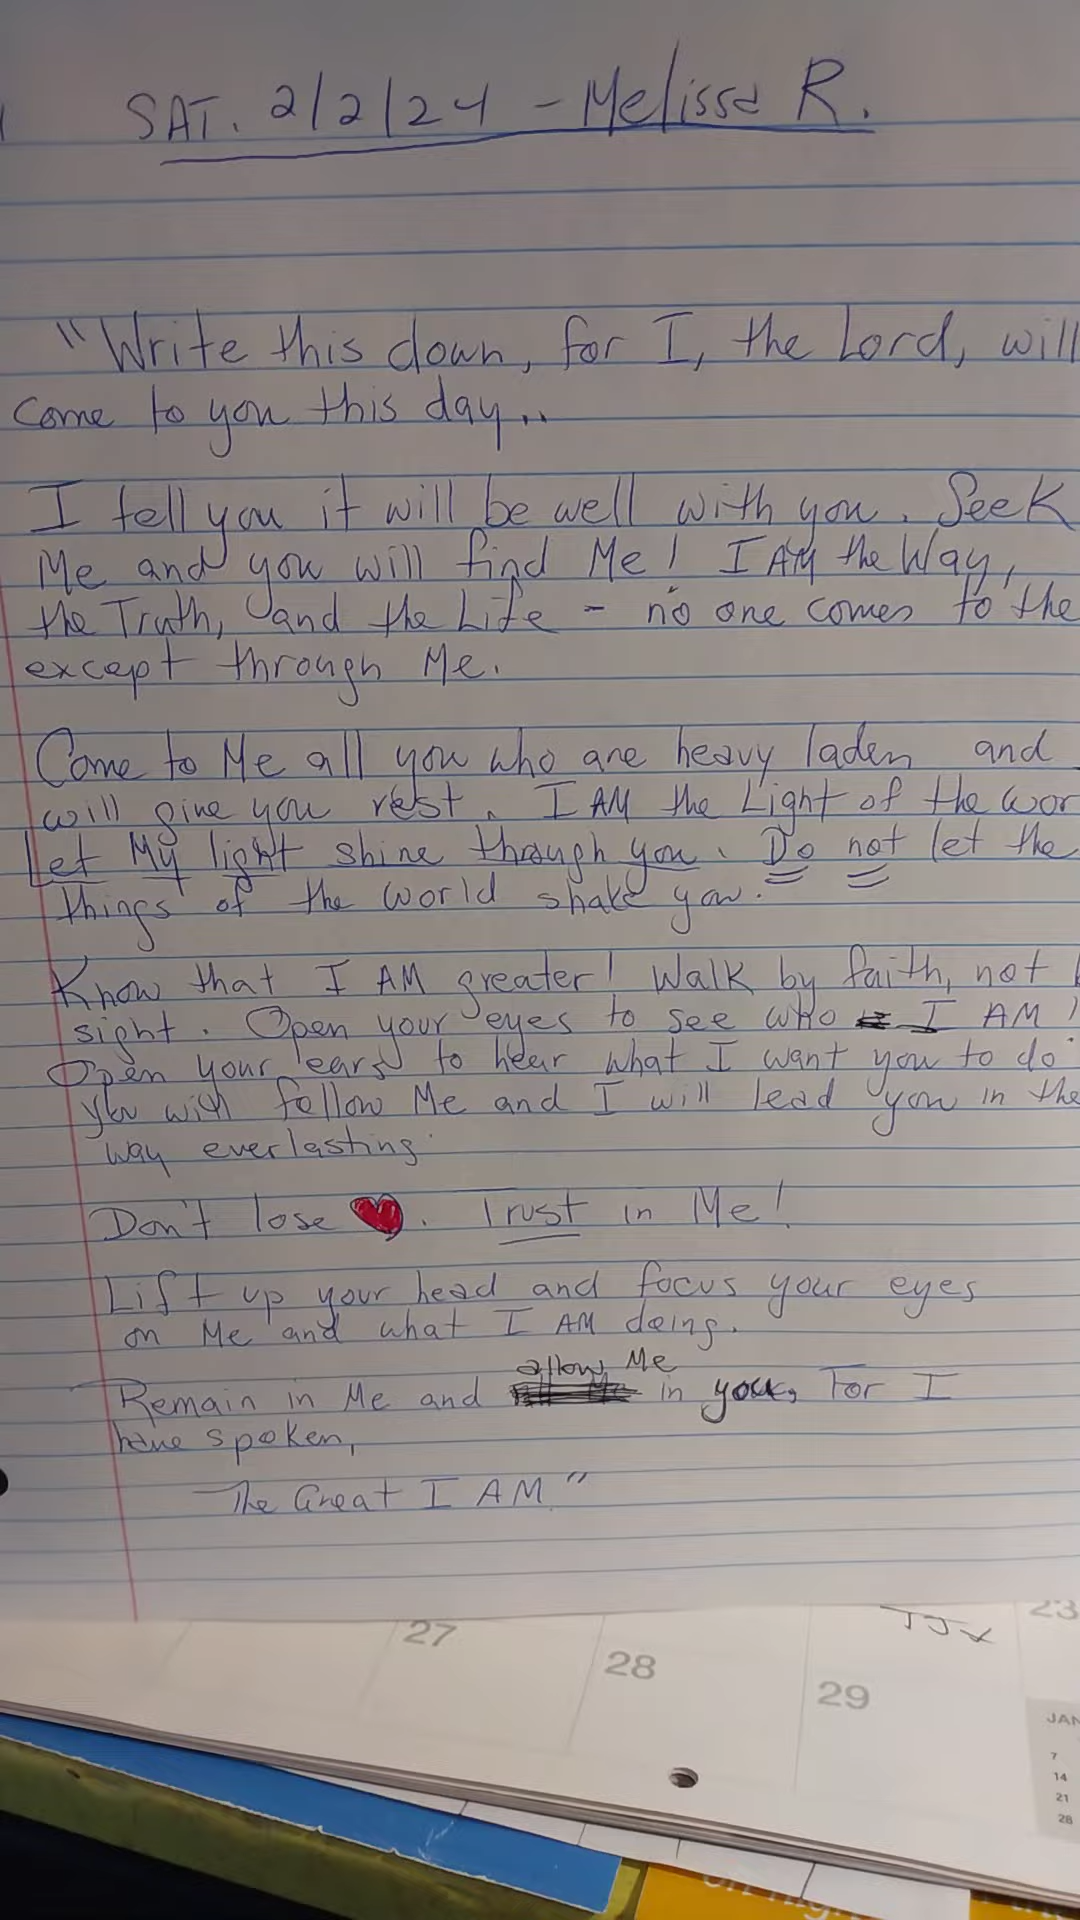 SAT. 2/2/24 - Melissa R.
"Write this down, for I, the Lord, will
come to you this day..
I tell you it will be well with you. Seek
Me and you will find Me! I AM the Way,
the Truth, and the Life - no one comes to the
except through Me.
Come to Me all you who are heavy laden and
will give you rest. I AM the Light of the wor
Let My light shine through you. Do not let the
things of the world shake you.
Know that I AM greater! Walk by faith, not
sight. Open your eyes to see who I AM!
Open your ears to hear what I want you to do
you will follow Me and I will lead you in the
way everlasting.
Don't lose ❤. Trust in Me!
Lift up your head and focus your eyes
on Me and what I AM doing.
allow Me
Remain in Me and in you, For I
have spoken,
The Great I AM"
23
27
28
29
JAN
7
14
21
28